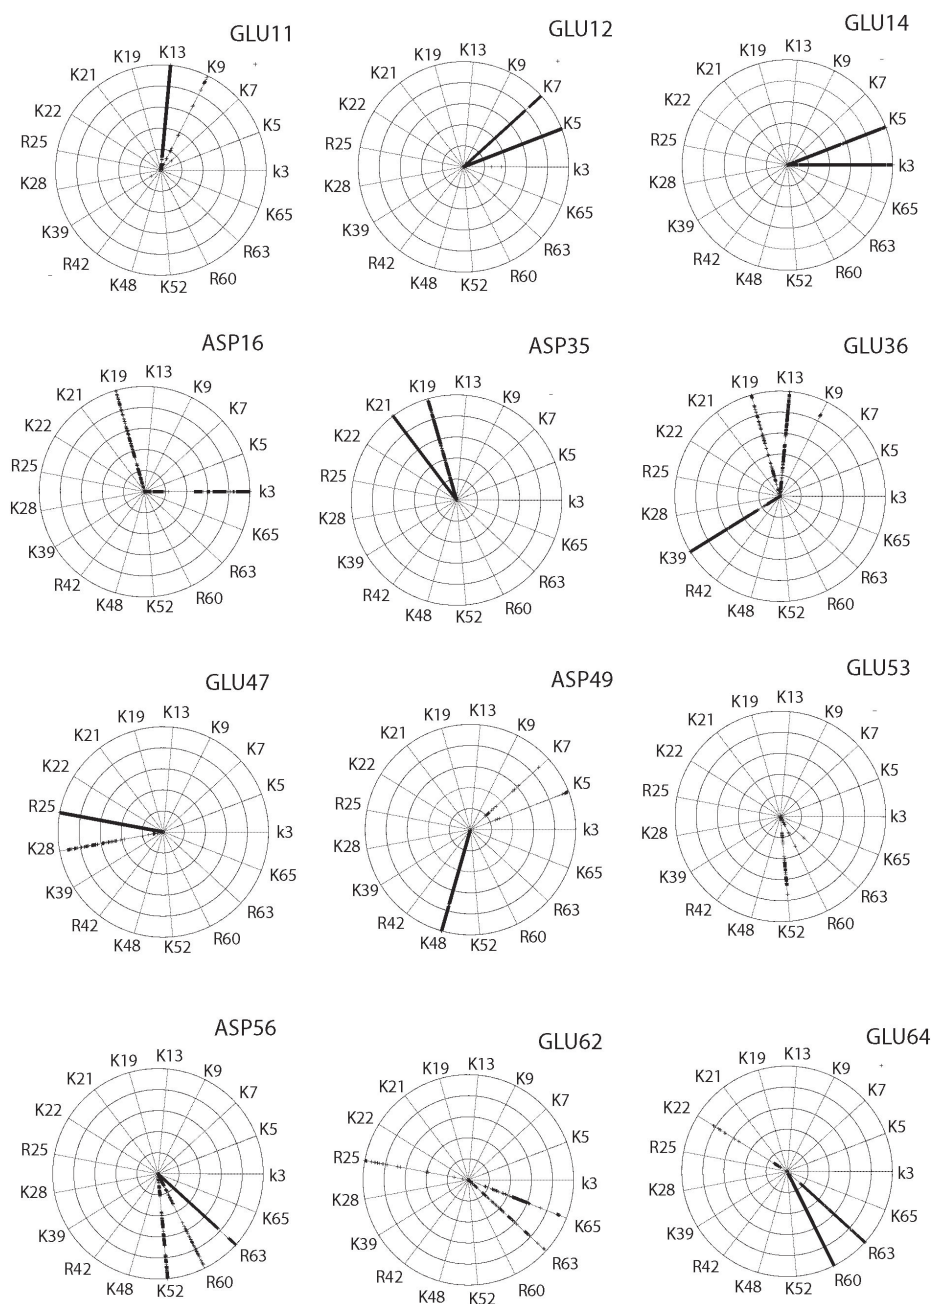 GLU11
K13
K19 K9
K21 K7
K22 K5
R25 k3
K28 K65
K39 R63
R42 R60
K48 K52
GLU12
K13
K19 K9
K21 K7
K22 K5
R25 k3
K28 K65
K39 R63
R42 R60
K48 K52
GLU14
K13
K19 K9
K21 K7
K22 K5
R25 k3
K28 K65
K39 R63
R42 R60
K48 K52
ASP16
K13
K19 K9
K21 K7
K22 K5
R25 k3
K28 K65
K39 R63
R42 R60
K48 K52
ASP35
K13
K19 K9
K21 K7
K22 K5
R25 k3
K28 K65
K39 R63
R42 R60
K48 K52
GLU36
K13
K19 K9
K21 K7
K22 K5
R25 k3
K28 K65
K39 R63
R42 R60
K48 K52
GLU47
K13
K19 K9
K21 K7
K22 K5
R25 k3
K28 K65
K39 R63
R42 R60
K48 K52
ASP49
K13
K19 K9
K21 K7
K22 K5
R25 k3
K28 K65
K39 R63
R42 R60
K48 K52
GLU53
K13
K19 K9
K21 K7
K22 K5
R25 k3
K28 K65
K39 R63
R42 R60
K48 K52
ASP56
K13
K19 K9
K21 K7
K22 K5
R25 k3
K28 K65
K39 R63
R42 R60
K48 K52
GLU62
K13
K19 K9
K21 K7
K22 K5
R25 k3
K28 K65
K39 R63
R42 R60
K48 K52
GLU64
K13
K19 K9
K21 K7
K22 K5
R25 k3
K28 K65
K39 R63
R42 R60
K48 K52